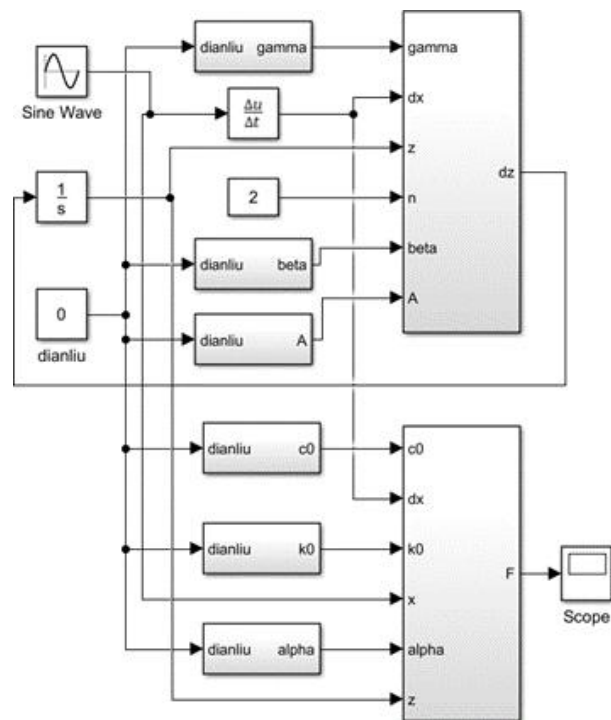 dianliu gamma
gamma
Sine Wave
Δu
Δt
dx
z
1
s
2
n
dz
dianliu beta
beta
0
dianliu
dianliu A
A
dianliu c0
c0
dx
dianliu k0
k0
F
x
Scope
dianliu alpha
alpha
z